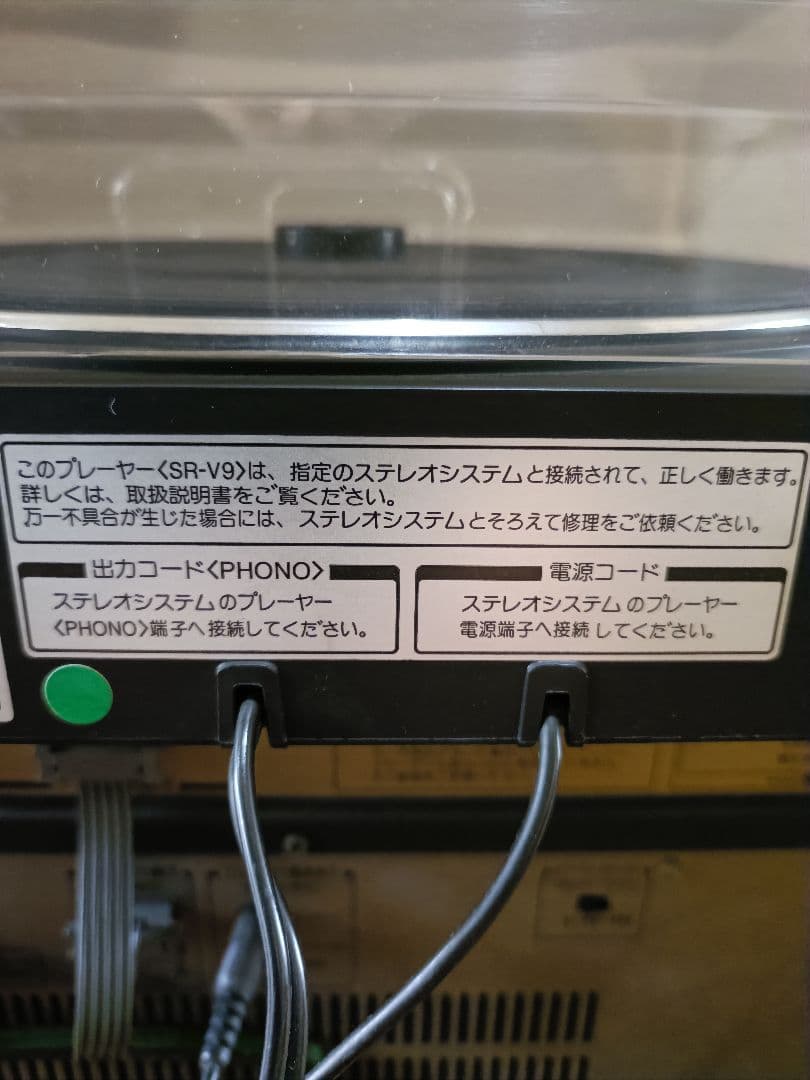 このプレーヤー〈SR-V9〉は、指定のステレオシステムと接続されて、正しく働きます。
詳しくは、取扱説明書をご覧ください。
万一不具合が生じた場合には、ステレオシステムとそろえて修理をご依頼ください。
出力コード〈PHONO〉
ステレオシステムのプレーヤー
〈PHONO〉端子へ接続してください。
電源コード
ステレオシステムのプレーヤー
電源端子へ接続してください。